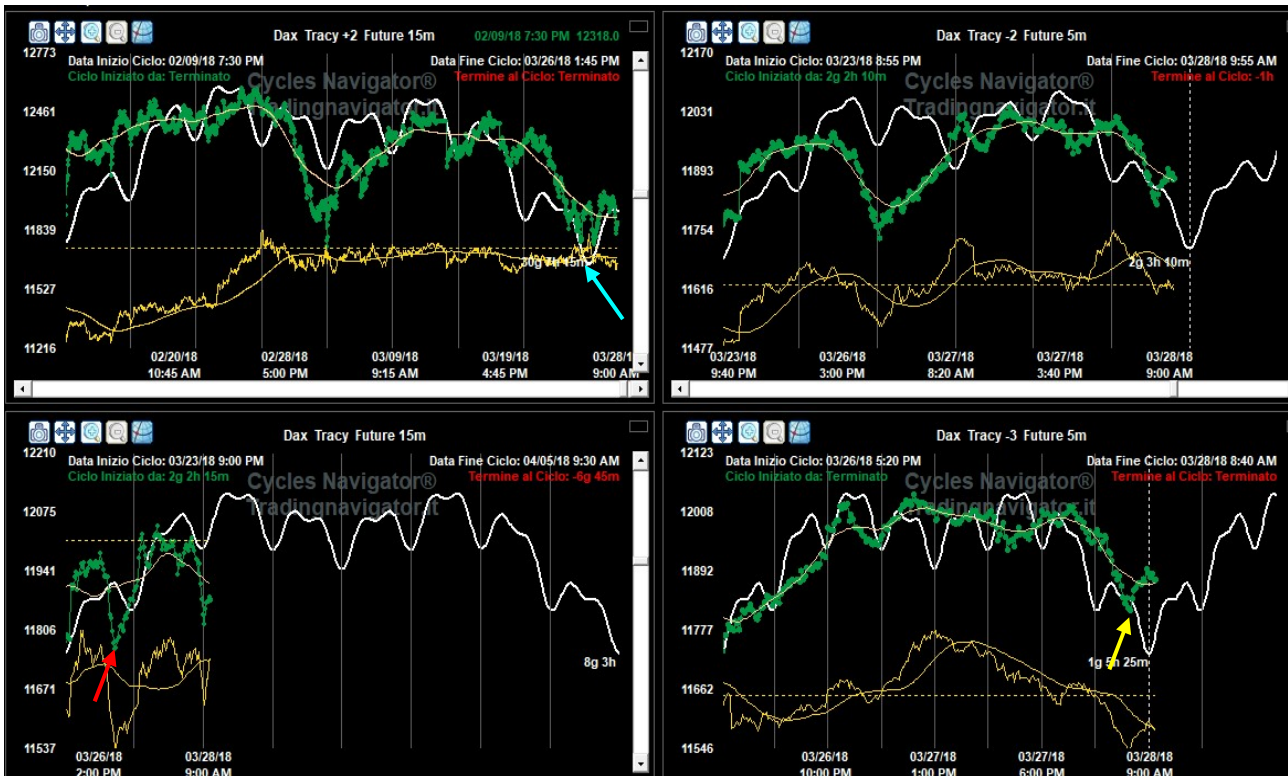 Dax Tracy +2 Future 15m
02/09/18 7:30 PM 12318.0
Data Inizio Ciclo: 02/09/18 7:30 PM
Data Fine Ciclo: 03/26/18 1:45 PM
Ciclo Iniziato da: Terminato
Termine al Ciclo: Terminato
Cycles Navigator®
Tradingnavigator.it
12773
12461
12150
11839
11527
11216
30g 7h 15m
02/20/18
02/28/18
03/09/18
03/19/18
03/28/1
10:45 AM
5:00 PM
9:15 AM
4:45 PM
9:00 AM
Dax Tracy -2 Future 5m
Data Inizio Ciclo: 03/23/18 8:55 PM
Data Fine Ciclo: 03/28/18 9:55 AM
Ciclo Iniziato da: 2g 2h 10m
Termine al Ciclo: -1h
Cycles Navigator®
Tradingnavigator.it
12170
12031
11893
11754
11616
11477
2g 3h 10m
03/23/18
03/26/18
03/27/18
03/27/18
03/28/18
9:40 PM
3:00 PM
8:20 AM
3:40 PM
9:00 AM
Dax Tracy Future 15m
Data Inizio Ciclo: 03/23/18 9:00 PM
Data Fine Ciclo: 04/05/18 9:30 AM
Ciclo Iniziato da: 2g 2h 15m
Termine al Ciclo: -6g 45m
Cycles Navigator®
Tradingnavigator.it
12210
12075
11941
11806
11671
11537
8g 3h
03/26/18
03/28/18
2:00 PM
9:00 AM
Dax Tracy -3 Future 5m
Data Inizio Ciclo: 03/26/18 5:20 PM
Data Fine Ciclo: 03/28/18 8:40 AM
Ciclo Iniziato da: Terminato
Termine al Ciclo: Terminato
Cycles Navigator®
Tradingnavigator.it
12123
12008
11892
11777
11662
11546
1g 5h 25m
03/26/18
03/27/18
03/27/18
03/28/18
10:00 PM
1:00 PM
6:00 PM
9:00 AM